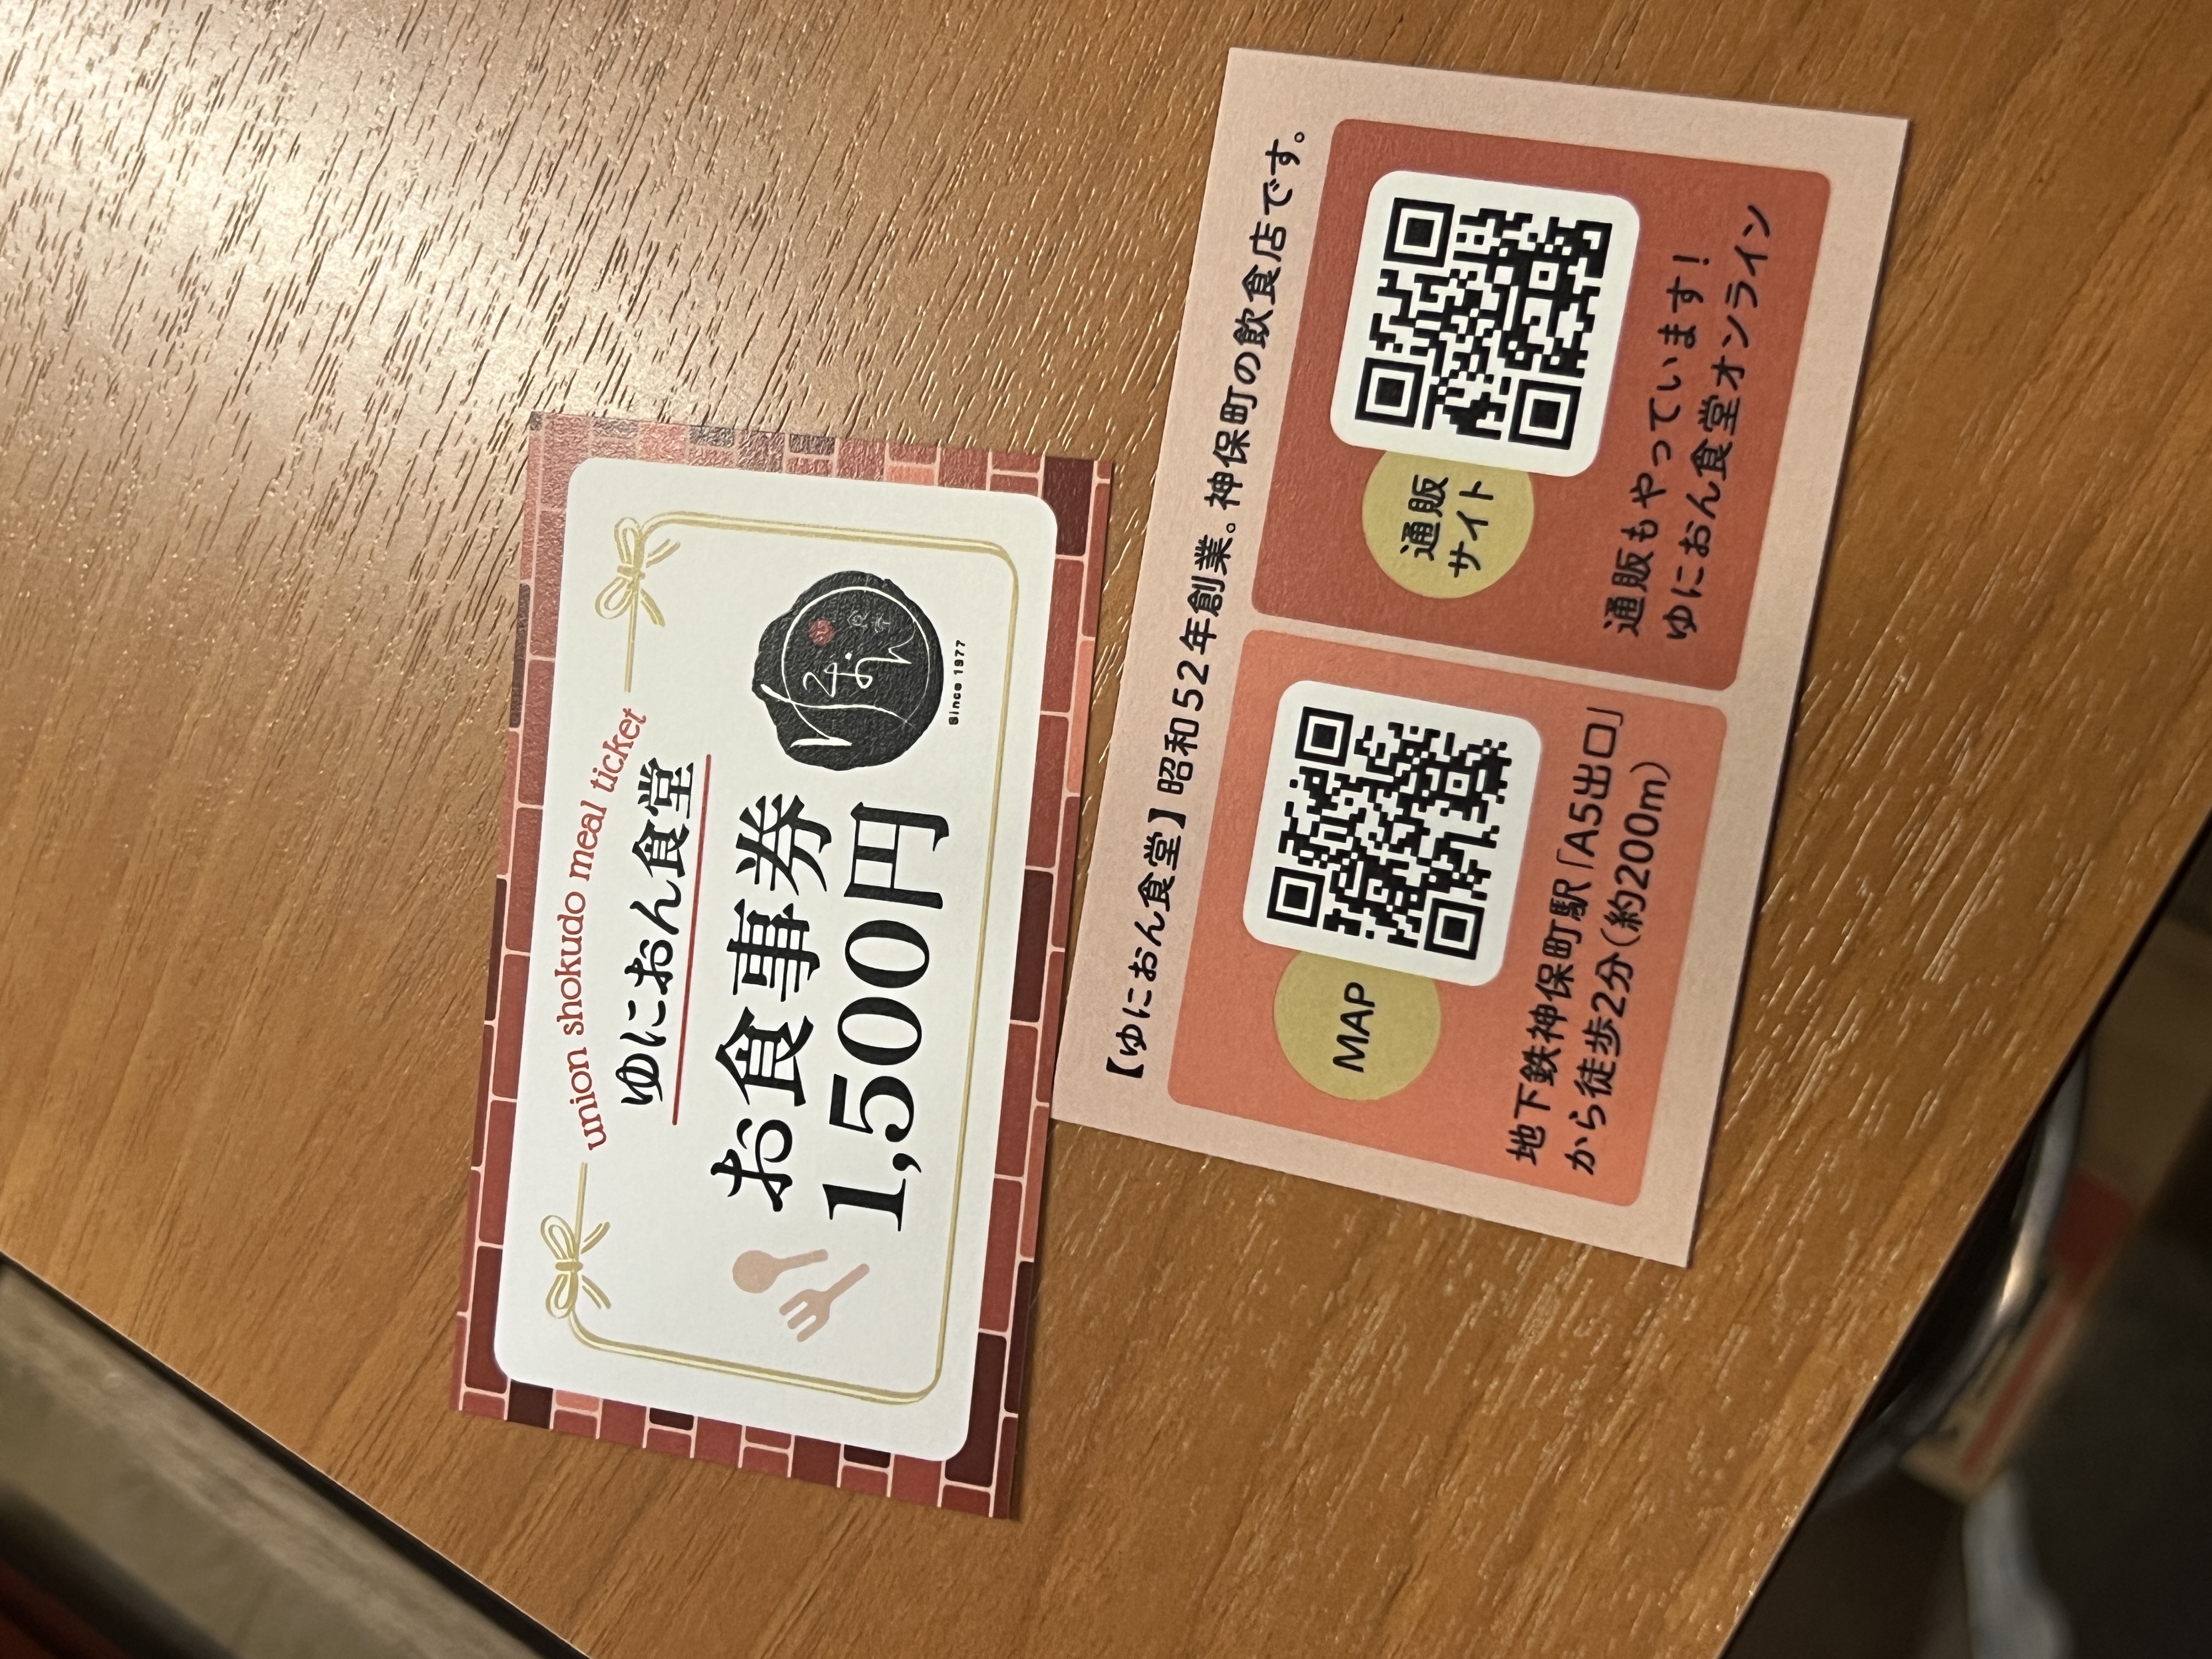 union shokudo meal ticket
ゆにおん食堂
お食事券
1,500円
Since 1977
【ゆにおん食堂】昭和52年創業。神保町の飲食店です。
MAP
地下鉄神保町駅「A5出口」
から徒歩2分(約200m)
通販
サイト
通販もやっています!
ゆにおん食堂オンライン